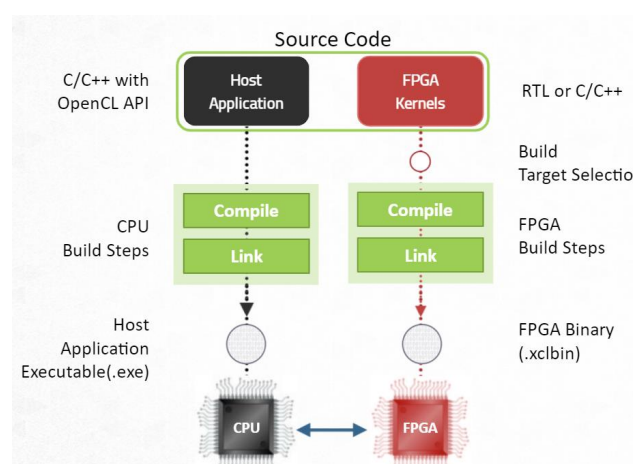 Source Code
C/C++ with
OpenCL API
Host
Application
FPGA
Kernels
RTL or C/C++
Build
Target Selectio
CPU
Build Steps
Compile
Link
Compile
Link
FPGA
Build Steps
Host
Application
Executable(.exe)
FPGA Binary
(.xclbin)
CPU
FPGA